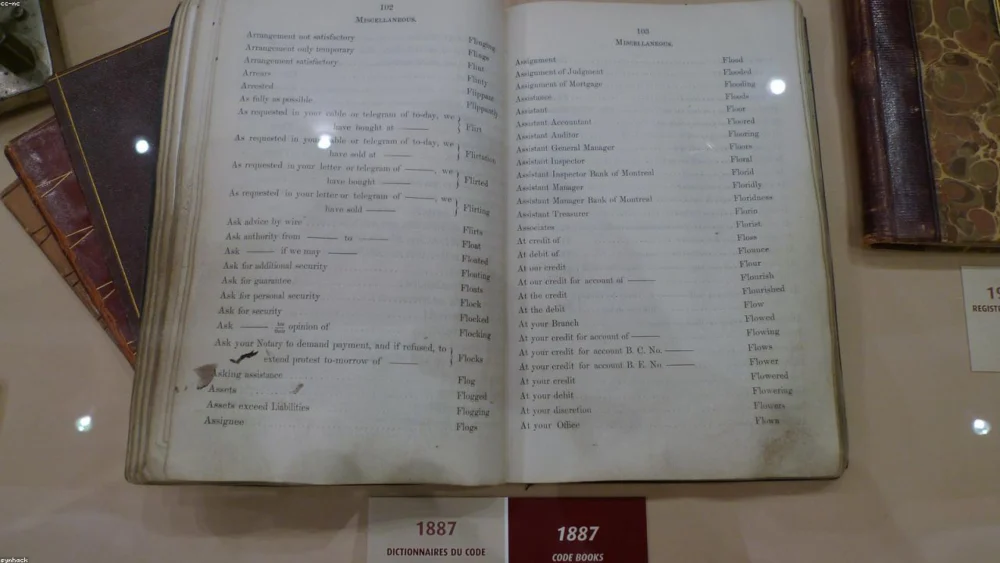 cc-nc
102
MISCELLANEOUS.
Arrangement not satisfactory Flinging
Arrangement only temporary Flings
Arrangement satisfactory Flint
Arrears Flinty
Arrested Flippant
As fully as possible Flippantly
As requested in your cable or telegram of to-day, we
have bought at —— Flirt
As requested in your cable or telegram of to-day, we
have sold at —— Flirtation
As requested in your letter or telegram of ——, we
have bought —— Flirted
As requested in your letter or telegram of ——, we
have sold —— Flirting
Ask advice by wire Flirts
Ask authority from —— to —— Float
Ask —— if we may —— Floated
Ask for additional security Floating
Ask for guarantee Floats
Ask for personal security Flock
Ask for security Flocked
Ask —— opinion of Flocking
Ask your Notary to demand payment, and if refused, to
extend protest to-morrow of —— Flocks
Asking assistance Flog
Assets Flogged
Assets exceed Liabilities Flogging
Assignee Flogs
103
MISCELLANEOUS.
Assignment Flood
Assignment of Judgment Flooded
Assignment of Mortgage Flooding
Assistance Floods
Assistant Floor
Assistant Accountant Floored
Assistant Auditor Flooring
Assistant General Manager Floors
Assistant Inspector Floral
Assistant Inspector Bank of Montreal Florid
Assistant Manager Floridly
Assistant Manager Bank of Montreal Floridness
Assistant Treasurer Florin
Associates Florist
At credit of Floss
At debit of Flounce
At our credit Flour
At our credit for account of —— Flourish
At the credit Flourished
At the debit Flow
At your Branch Flowed
At your credit for account of —— Flowing
At your credit for account B. C. No. —— Flows
At your credit for account B. E. No. —— Flower
At your credit Flowered
At your debit Flowering
At your discretion Flowers
At your Office Flown
1887
DICTIONNAIRES DU CODE
1887
CODE BOOKS
19
REGIST
synhack